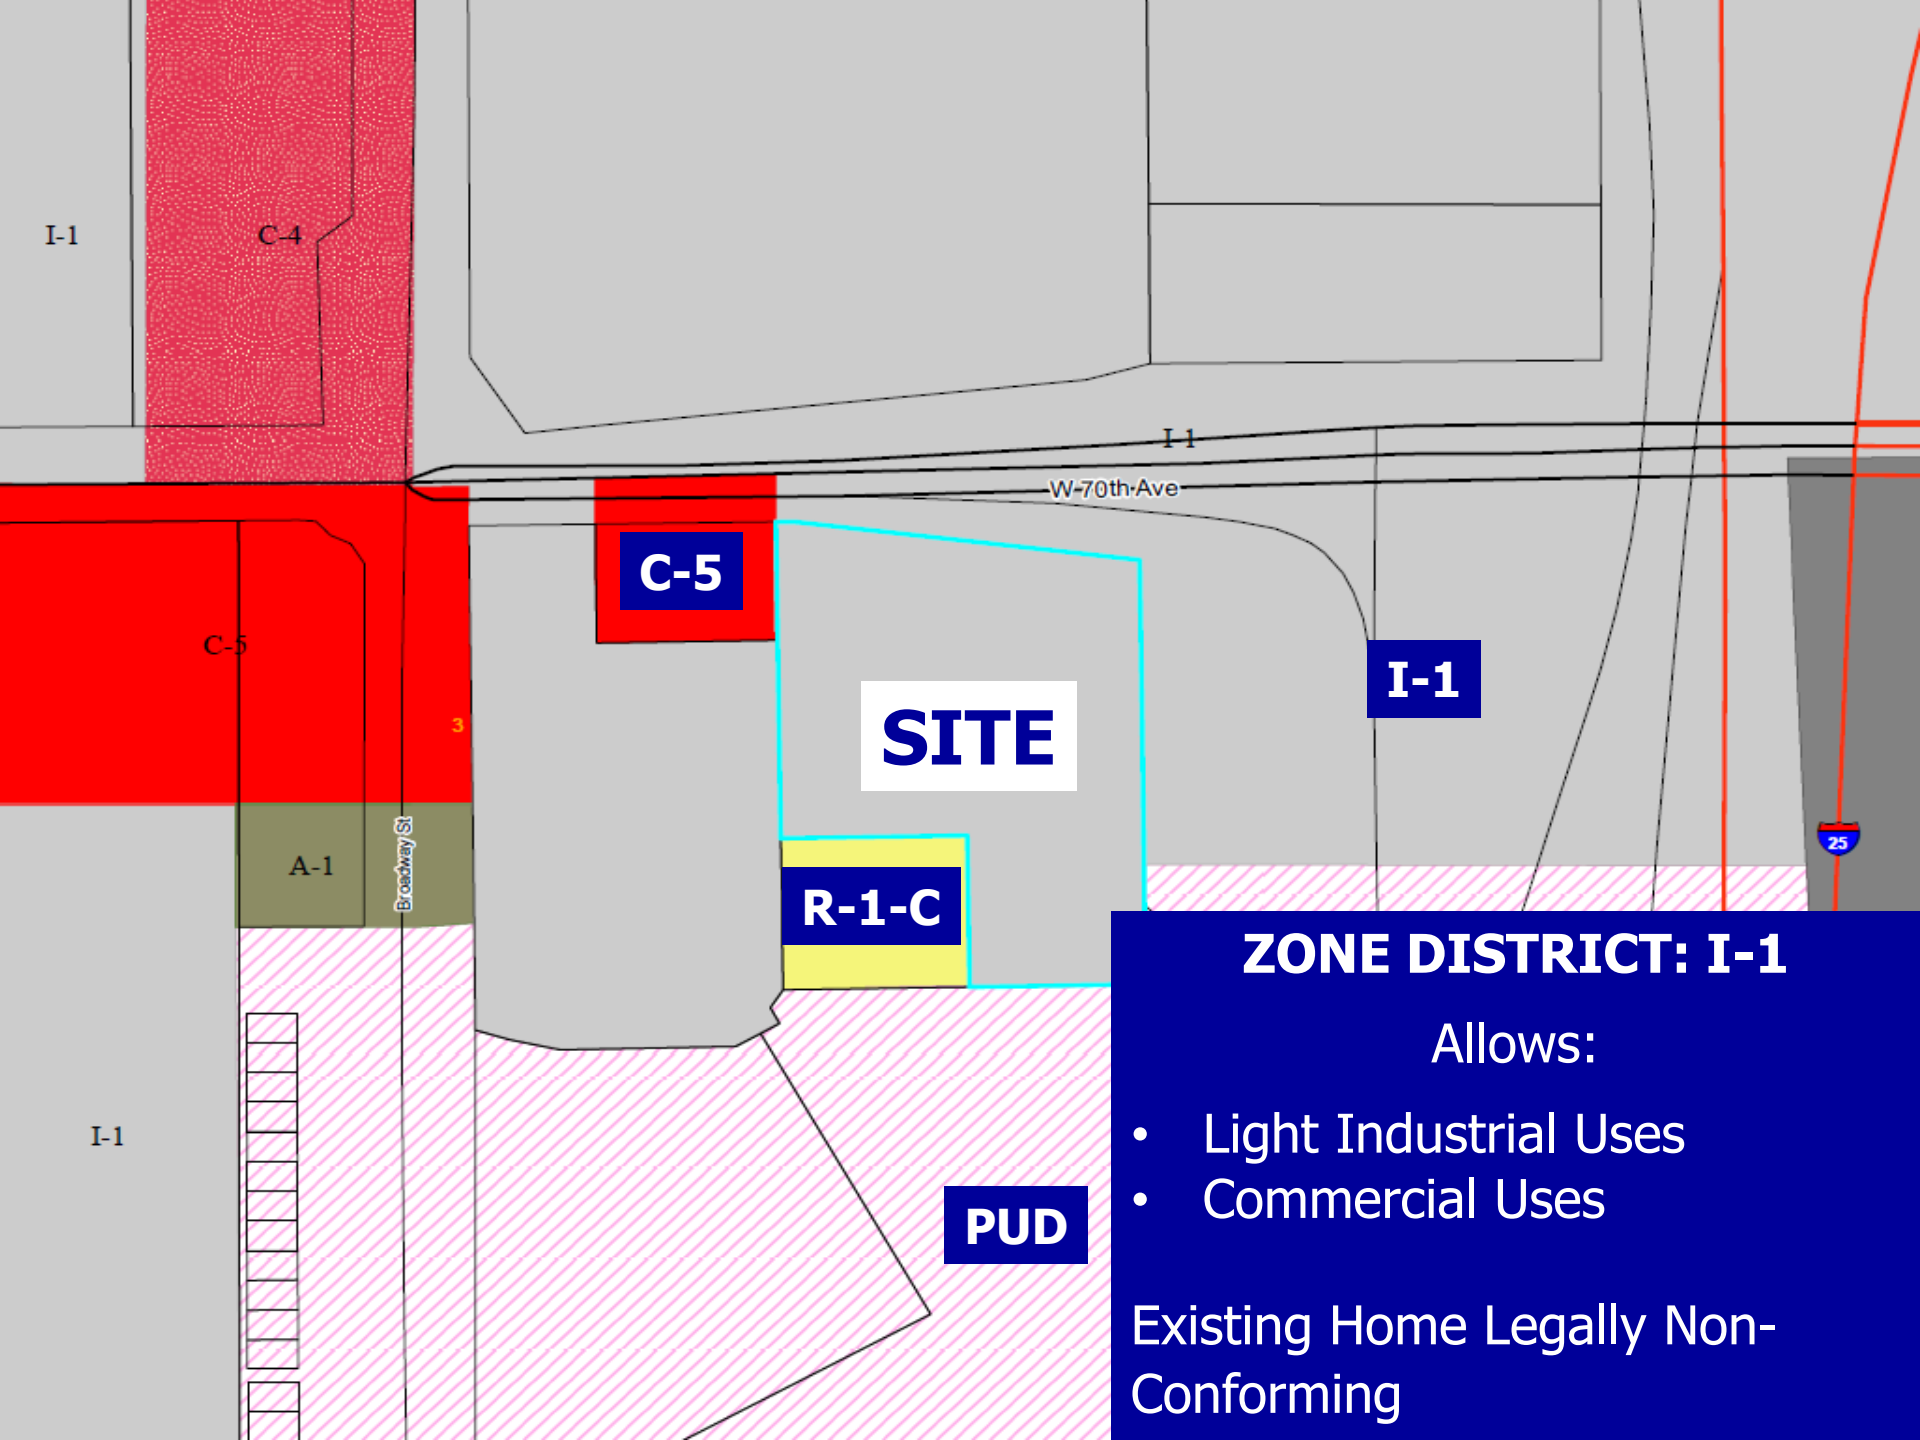 I-1
C-4
I-1
W 70th Ave
C-5
C-5
I-1
3
SITE
25
A-1
Broadway St
R-1-C
ZONE DISTRICT: I-1
Allows:
• Light Industrial Uses
• Commercial Uses
I-1
PUD
Existing Home Legally Non-
Conforming